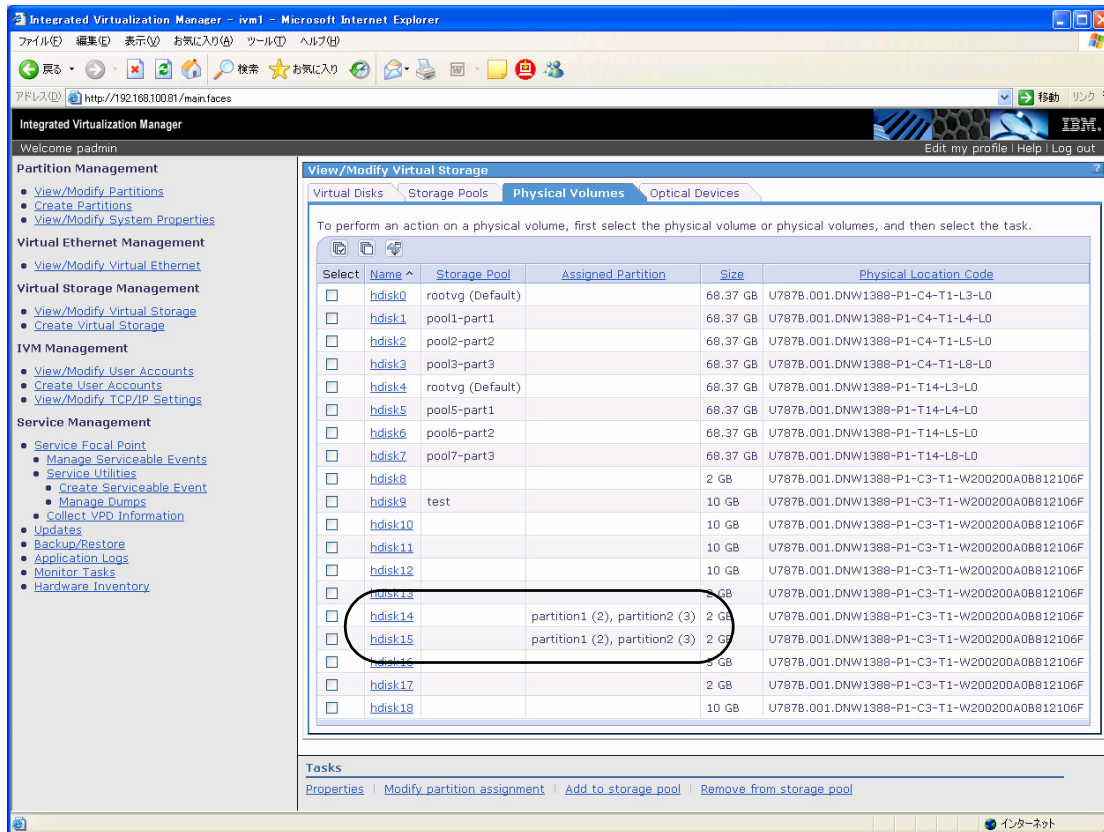 Integrated Virtualization Manager - ivm1 - Microsoft Internet Explorer
ファイル(F) 編集(E) 表示(V) お気に入り(A) ツール(T) ヘルプ(H)
戻る 検索 お気に入り
アドレス(D) http://192.168.100.81/main.faces 移動 リンク
Integrated Virtualization Manager IBM.
Welcome padmin Edit my profile | Help | Log out
Partition Management
View/Modify Partitions
Create Partitions
View/Modify System Properties
Virtual Ethernet Management
View/Modify Virtual Ethernet
Virtual Storage Management
View/Modify Virtual Storage
Create Virtual Storage
IVM Management
View/Modify User Accounts
Create User Accounts
View/Modify TCP/IP Settings
Service Management
Service Focal Point
Manage Serviceable Events
Service Utilities
Create Serviceable Event
Manage Dumps
Collect VPD Information
Updates
Backup/Restore
Application Logs
Monitor Tasks
Hardware Inventory
View/Modify Virtual Storage ?
Virtual Disks Storage Pools Physical Volumes Optical Devices
To perform an action on a physical volume, first select the physical volume or physical volumes, and then select the task.
Select Name ^ Storage Pool Assigned Partition Size Physical Location Code
hdisk0 rootvg (Default) 68.37 GB U787B.001.DNW1388-P1-C4-T1-L3-L0
hdisk1 pool1-part1 68.37 GB U787B.001.DNW1388-P1-C4-T1-L4-L0
hdisk2 pool2-part2 68.37 GB U787B.001.DNW1388-P1-C4-T1-L5-L0
hdisk3 pool3-part3 68.37 GB U787B.001.DNW1388-P1-C4-T1-L8-L0
hdisk4 rootvg (Default) 68.37 GB U787B.001.DNW1388-P1-T14-L3-L0
hdisk5 pool5-part1 68.37 GB U787B.001.DNW1388-P1-T14-L4-L0
hdisk6 pool6-part2 68.37 GB U787B.001.DNW1388-P1-T14-L5-L0
hdisk7 pool7-part3 68.37 GB U787B.001.DNW1388-P1-T14-L8-L0
hdisk8 2 GB U787B.001.DNW1388-P1-C3-T1-W200200A0B812106F
hdisk9 test 10 GB U787B.001.DNW1388-P1-C3-T1-W200200A0B812106F
hdisk10 10 GB U787B.001.DNW1388-P1-C3-T1-W200200A0B812106F
hdisk11 10 GB U787B.001.DNW1388-P1-C3-T1-W200200A0B812106F
hdisk12 10 GB U787B.001.DNW1388-P1-C3-T1-W200200A0B812106F
hdisk13 2 GB U787B.001.DNW1388-P1-C3-T1-W200200A0B812106F
hdisk14 partition1 (2), partition2 (3) 2 GB U787B.001.DNW1388-P1-C3-T1-W200200A0B812106F
hdisk15 partition1 (2), partition2 (3) 2 GB U787B.001.DNW1388-P1-C3-T1-W200200A0B812106F
hdisk16 5 GB U787B.001.DNW1388-P1-C3-T1-W200200A0B812106F
hdisk17 2 GB U787B.001.DNW1388-P1-C3-T1-W200200A0B812106F
hdisk18 10 GB U787B.001.DNW1388-P1-C3-T1-W200200A0B812106F
Tasks
Properties | Modify partition assignment | Add to storage pool | Remove from storage pool
インターネット